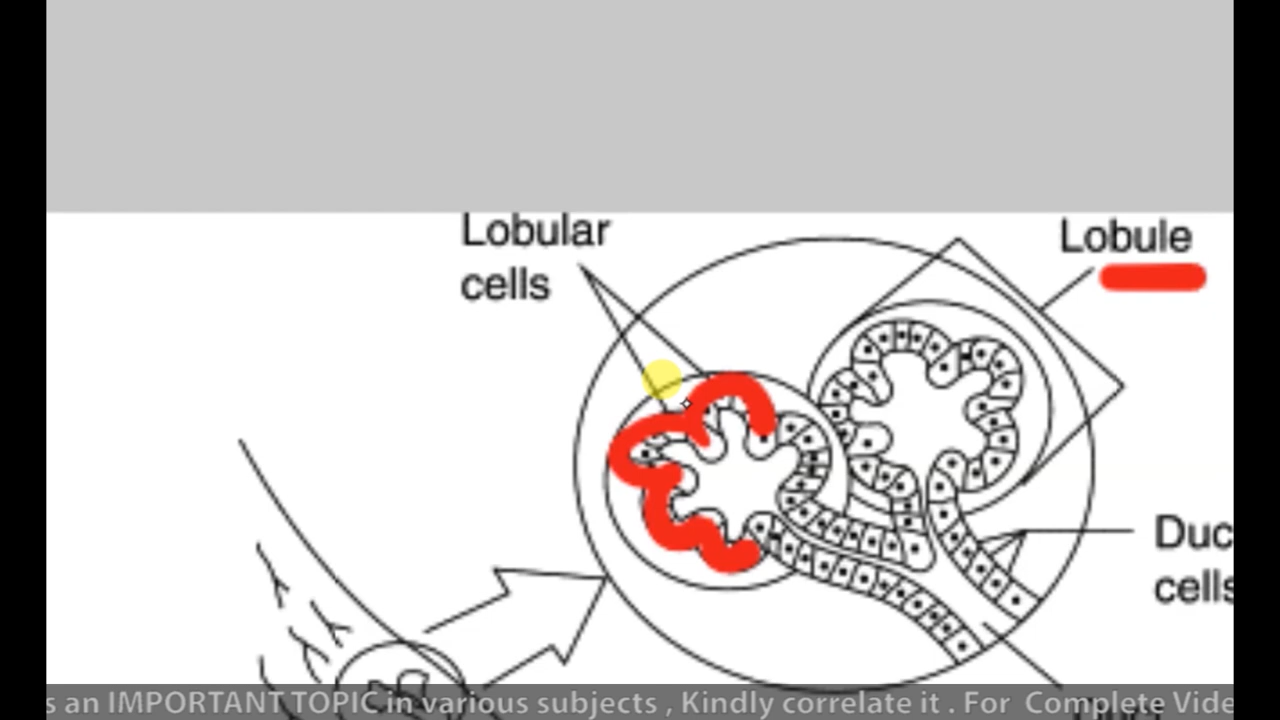 Lobular
cells
Lobule
Duc
cells
s an IMPORTANT TOPIC in various subjects , Kindly correlate it . For Complete Vide